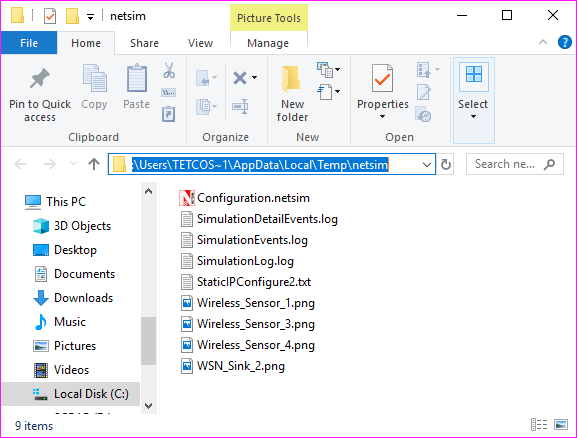 netsim
Picture Tools
File
Home
Share
View
Manage
Pin to Quick access
Copy
Paste
New folder
Properties
Select
Clipboard
Organize
New
Open
:\Users\TETCOS~1\AppData\Local\Temp\netsim
Search ne...
This PC
3D Objects
Desktop
Documents
Downloads
Music
Pictures
Videos
Local Disk (C:)
Configuration.netsim
SimulationDetailEvents.log
SimulationEvents.log
SimulationLog.log
StaticIPConfigure2.txt
Wireless_Sensor_1.png
Wireless_Sensor_3.png
Wireless_Sensor_4.png
WSN_Sink_2.png
9 items